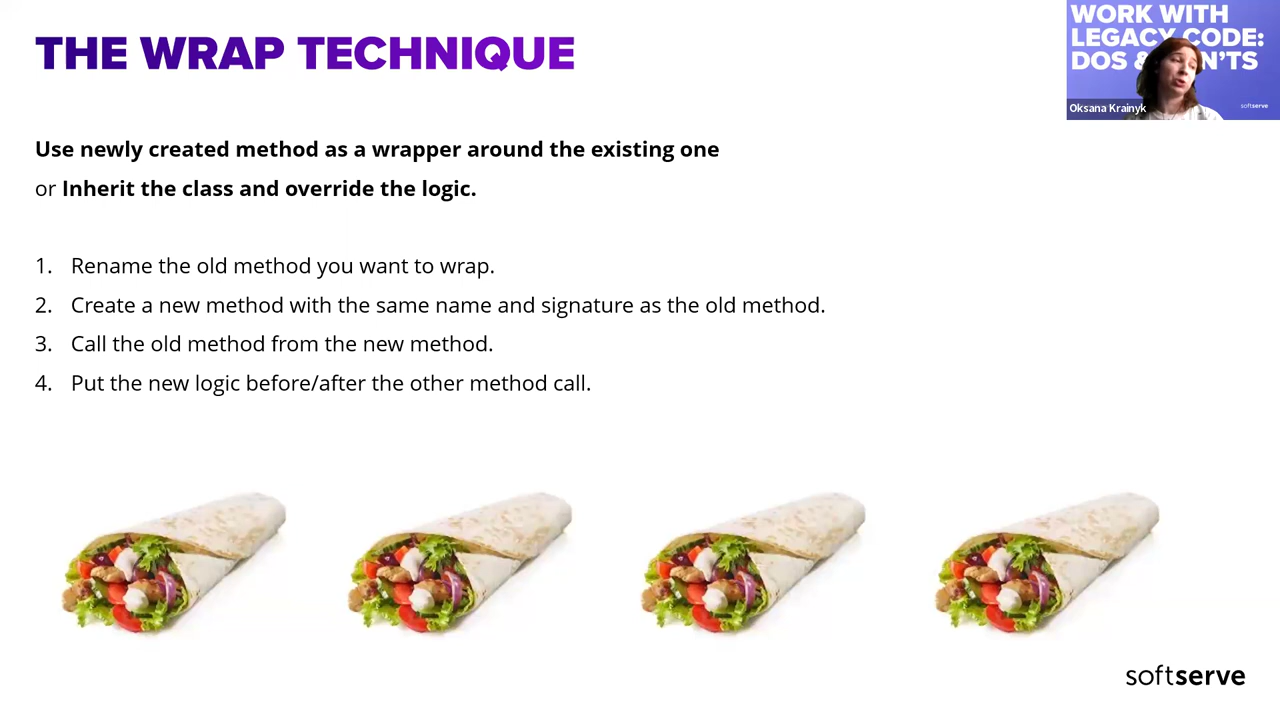 THE WRAP TECHNIQUE
WORK WITH
LEGACY CODE:
DOS & N'TS
Oksana Krainyk
softserve
Use newly created method as a wrapper around the existing one
or Inherit the class and override the logic.
1. Rename the old method you want to wrap.
2. Create a new method with the same name and signature as the old method.
3. Call the old method from the new method.
4. Put the new logic before/after the other method call.
softserve